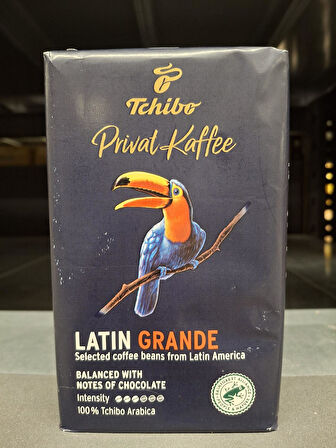 Tchibo
Privat Kaffee
LATIN GRANDE
Selected coffee beans from Latin America
BALANCED WITH
NOTES OF CHOCOLATE
Intensity
100% Tchibo Arabica